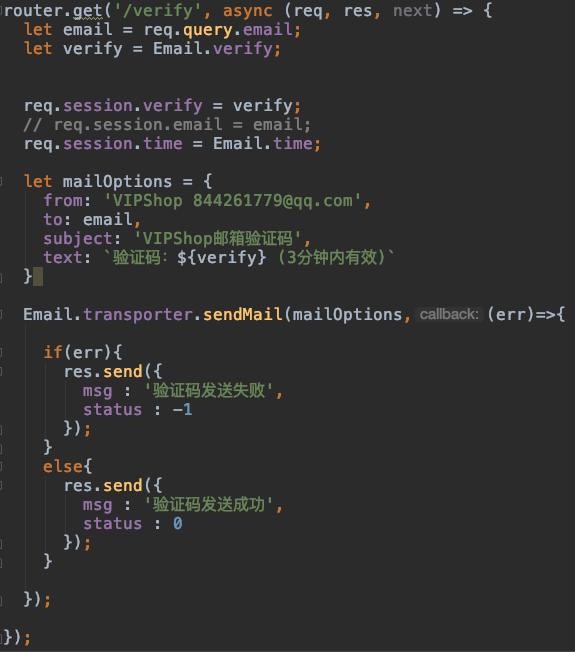 router.get('/verify', async (req, res, next) => {
let email = req.query.email;
let verify = Email.verify;
req.session.verify = verify;
// req.session.email = email;
req.session.time = Email.time;
let mailOptions = {
from: 'VIPShop 844261779@qq.com',
to: email,
subject: 'VIPShop邮箱验证码',
text: `验证码：${verify} (3分钟内有效)`
}
Email.transporter.sendMail(mailOptions, callback: (err)=>{
if(err){
res.send({
msg : '验证码发送失败',
status : -1
});
}
else{
res.send({
msg : '验证码发送成功',
status : 0
});
}
});
});